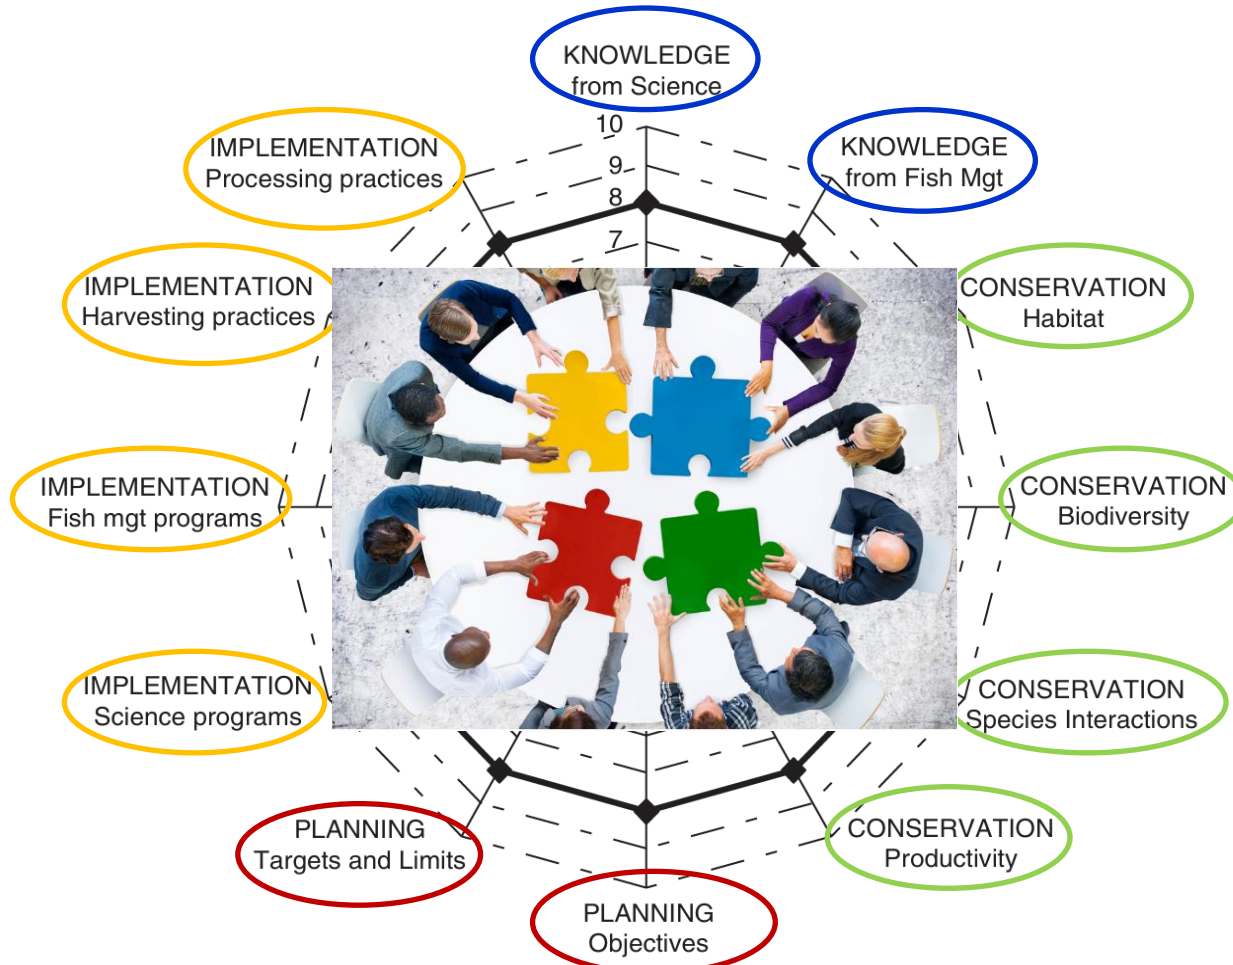 KNOWLEDGE
from Science
10
9
8
7
KNOWLEDGE
from Fish Mgt
CONSERVATION
Habitat
CONSERVATION
Biodiversity
CONSERVATION
Species Interactions
CONSERVATION
Productivity
PLANNING
Objectives
PLANNING
Targets and Limits
IMPLEMENTATION
Science programs
IMPLEMENTATION
Fish mgt programs
IMPLEMENTATION
Harvesting practices
IMPLEMENTATION
Processing practices